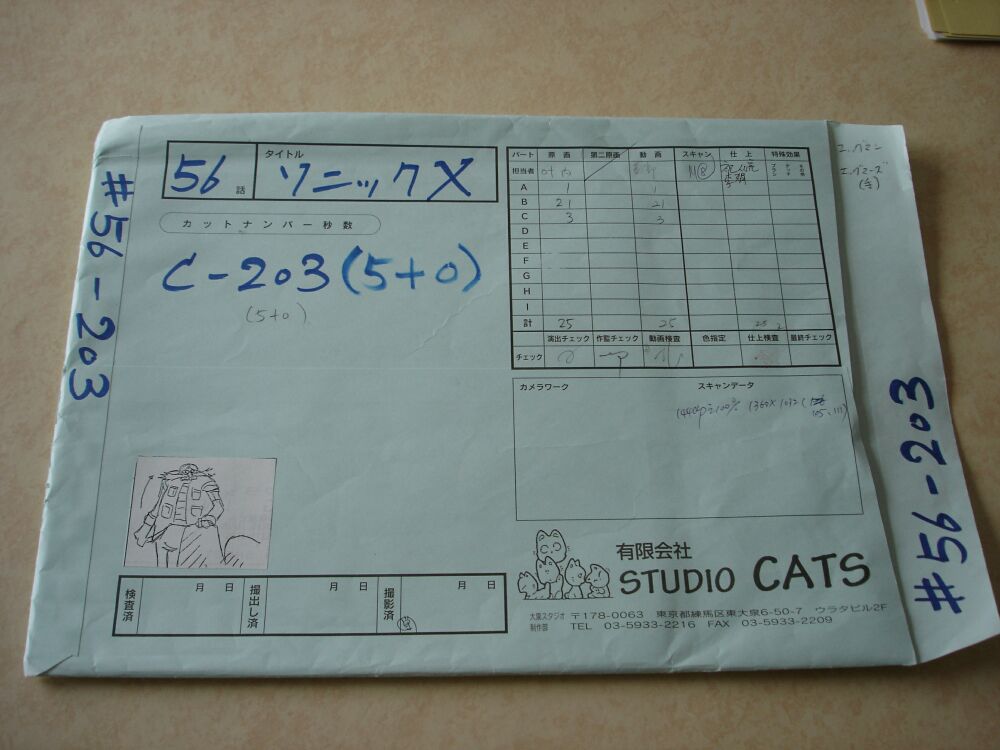 #56-203
56 話
タイトル
ソニックX
カットナンバー秒数
C-203(5+0)
(5+0)
パート 原画 第二原画 動画 スキャン 仕上 特殊効果
担当者
A 1 1
B 21 21
C 3 3
D
E
F
G
H
I
計 25 25 25
演出チェック 作監チェック 動画検査 色指定 仕上検査 最終チェック
チェック
カメラワーク スキャンデータ
検査済 月 日
撮出し済 月 日
撮影済 月 日
有限会社
STUDIO CATS
大泉スタジオ 〒178-0063 東京都練馬区東大泉6-50-7 ウラタビル2F
制作部 TEL 03-5933-2216 FAX 03-5933-2209
エッグマン
#56-203